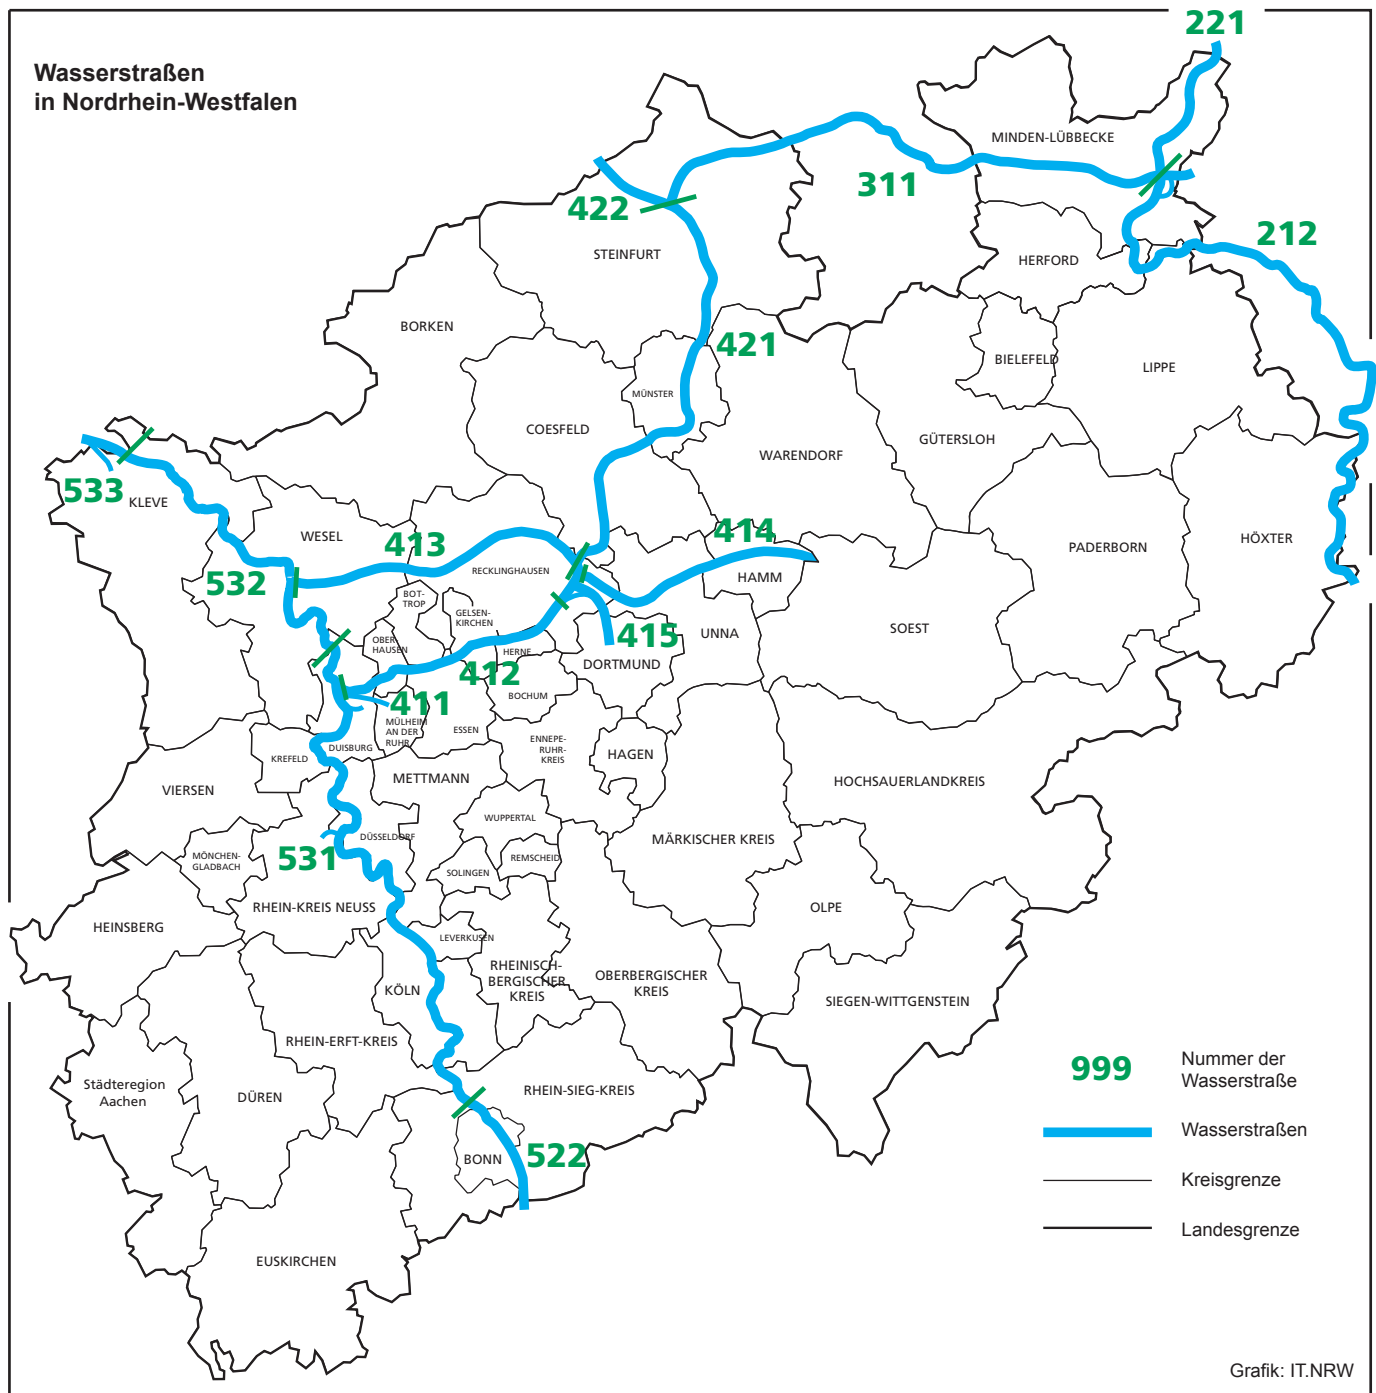 Wasserstraßen
in Nordrhein-Westfalen
221
MINDEN-LÜBBECKE
311
422
212
STEINFURT
HERFORD
BORKEN
421
BIELEFELD
LIPPE
MÜNSTER
COESFELD
GÜTERSLOH
WARENDORF
533
KLEVE
WESEL
413
414
HÖXTER
PADERBORN
RECKLINGHAUSEN
HAMM
532
BOT-
TROP
GELSEN-
KIRCHEN
SOEST
415
UNNA
OBER-
HAUSEN
HERNE
DORTMUND
412
BOCHUM
411
MÜLHEIM
AN DER
RUHR
ESSEN
DUISBURG
ENNEPE-
RUHR-
KREIS
HAGEN
KREFELD
METTMANN
HOCHSAUERLANDKREIS
VIERSEN
WUPPERTAL
DÜSSELDORF
MÄRKISCHER KREIS
531
MÖNCHEN-
GLADBACH
REMSCHEID
SOLINGEN
RHEIN-KREIS NEUSS
OLPE
HEINSBERG
LEVERKUSEN
RHEINISCH-
BERGISCHER
KREIS
OBERBERGISCHER
KREIS
KÖLN
SIEGEN-WITTGENSTEIN
RHEIN-ERFT-KREIS
Städteregion
Aachen
DÜREN
RHEIN-SIEG-KREIS
BONN
522
EUSKIRCHEN
999
Nummer der
Wasserstraße
Wasserstraßen
Kreisgrenze
Landesgrenze
Grafik: IT.NRW